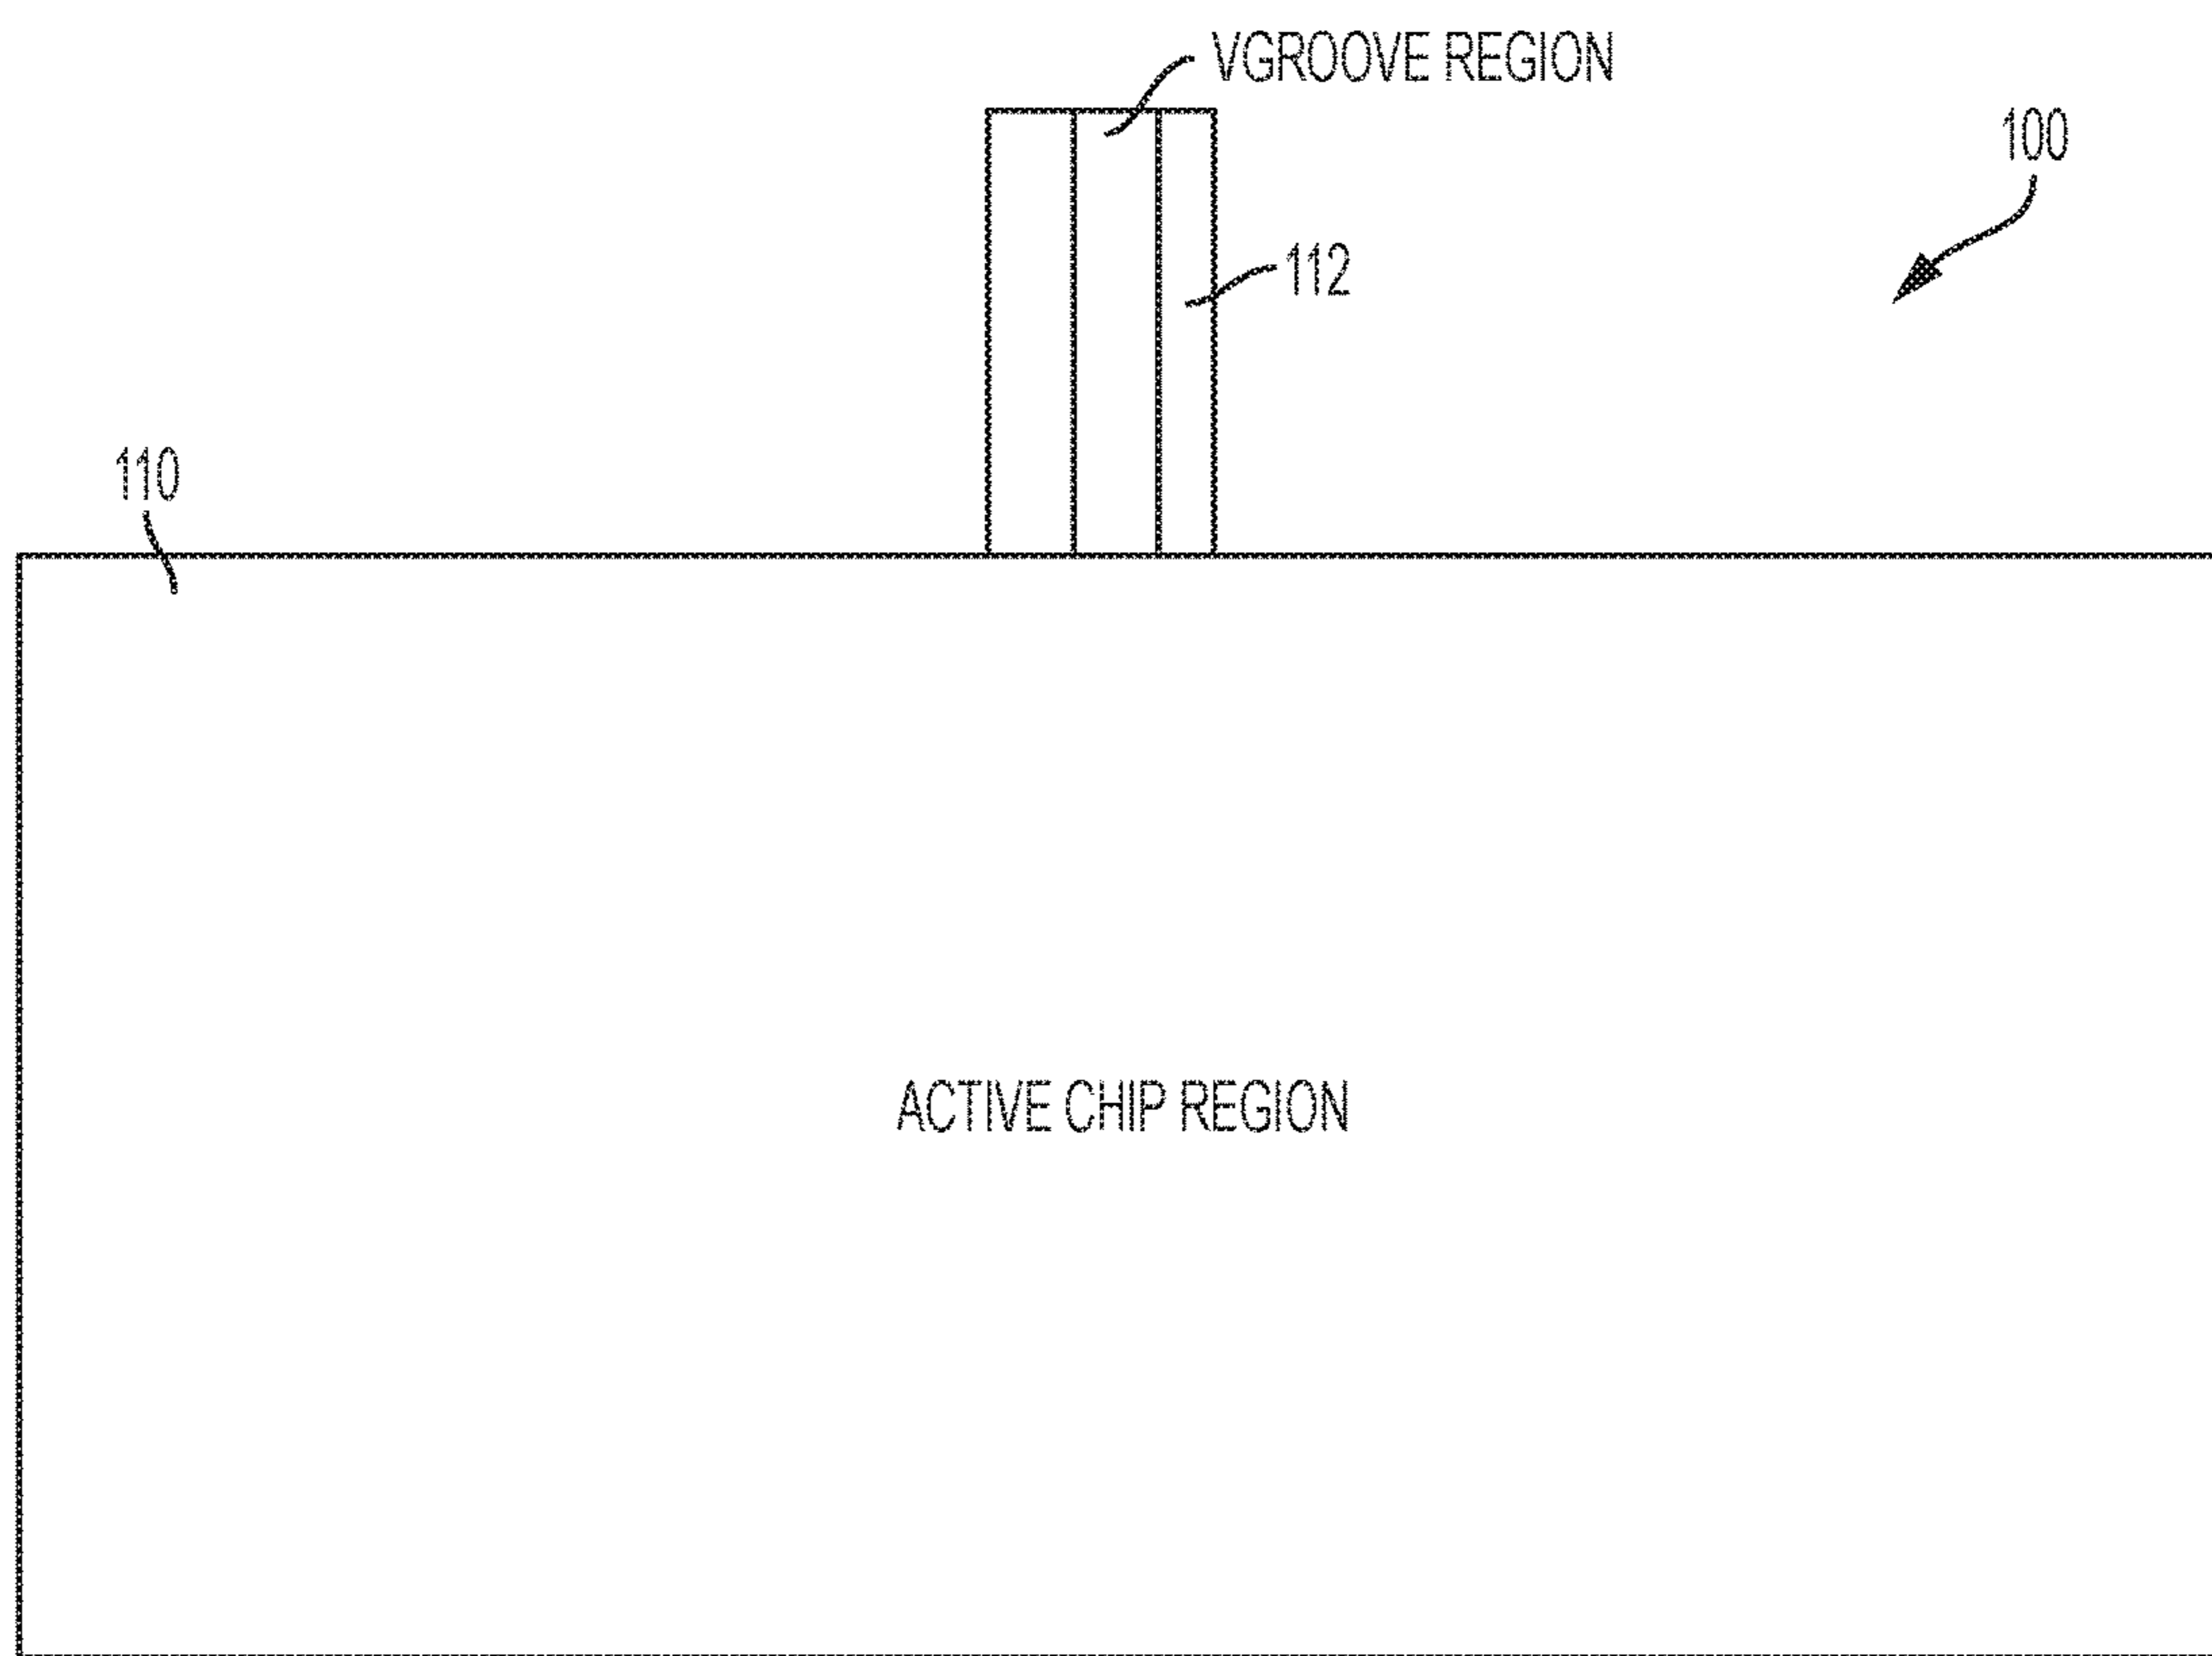 VGROOVE REGION
100
112
110
ACTIVE CHIP REGION